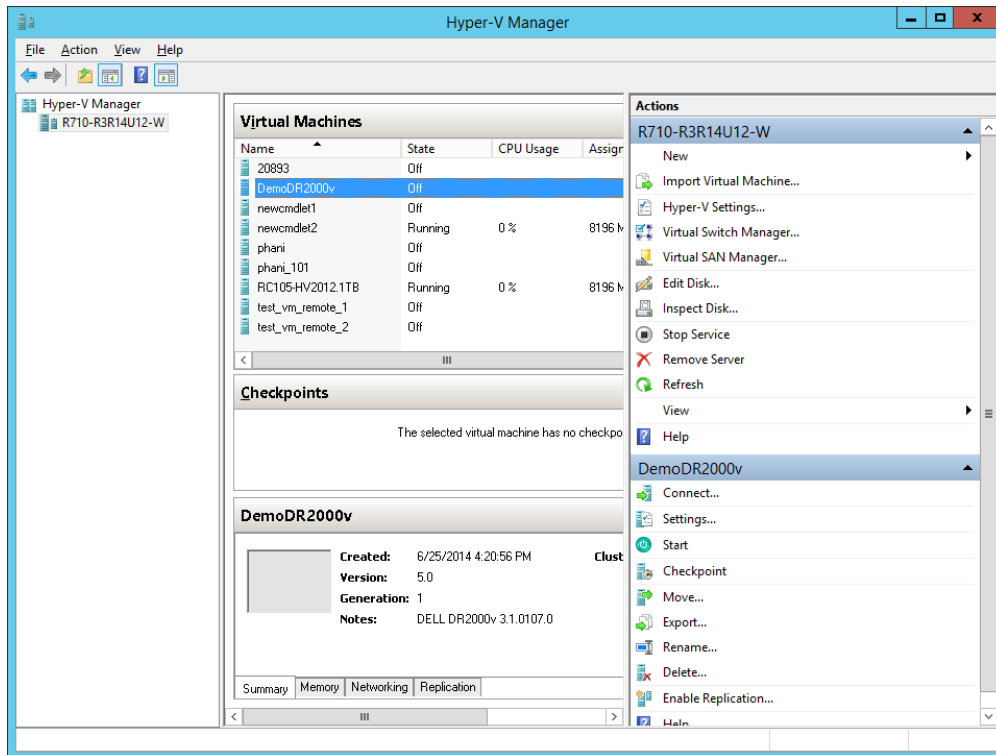 Hyper-V Manager
File Action View Help
Hyper-V Manager
R710-R3R14U12-W
Virtual Machines
Name State CPU Usage Assigr
20893 Off
DemoDR2000v Off
newcmdlet1 Off
newcmdlet2 Running 0 % 8196 M
phani Off
phani_101 Off
RC105-HV2012.1TB Running 0 % 8196 M
test_vm_remote_1 Off
test_vm_remote_2 Off
Checkpoints
The selected virtual machine has no checkpo
DemoDR2000v
Created: 6/25/2014 4:20:56 PM Clust
Version: 5.0
Generation: 1
Notes: DELL DR2000v 3.1.0107.0
Summary Memory Networking Replication
Actions
R710-R3R14U12-W
New
Import Virtual Machine...
Hyper-V Settings...
Virtual Switch Manager...
Virtual SAN Manager...
Edit Disk...
Inspect Disk...
Stop Service
Remove Server
Refresh
View
Help
DemoDR2000v
Connect...
Settings...
Start
Checkpoint
Move...
Export...
Rename...
Delete...
Enable Replication...
Help